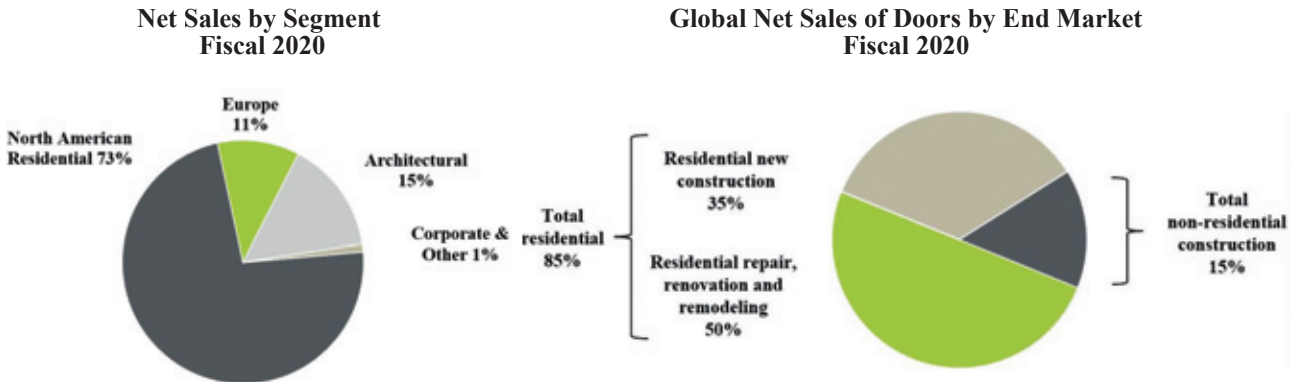 Net Sales by Segment
Fiscal 2020
Europe
11%
North American
Residential 73%
Architectural
15%
Corporate &
Other 1%
Global Net Sales of Doors by End Market
Fiscal 2020
Total
residential
85%
Residential new
construction
35%
Residential repair,
renovation and
remodeling
50%
Total
non-residential
construction
15%